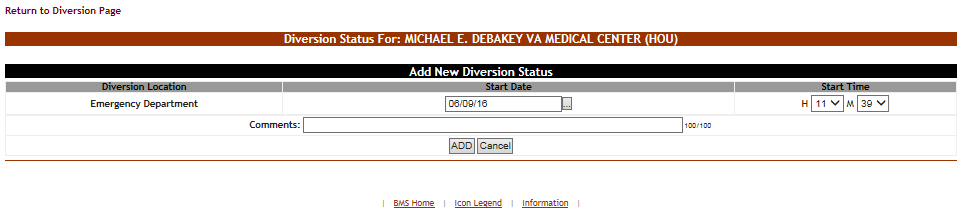 Return to Diversion Page
Diversion Status For: MICHAEL E. DEBAKEY VA MEDICAL CENTER (HOU)
Add New Diversion Status
Diversion Location Start Date Start Time
Emergency Department 06/09/16 ... H 11 M 39
Comments: 100/100
ADD Cancel
| BMS Home | Icon Legend | Information |